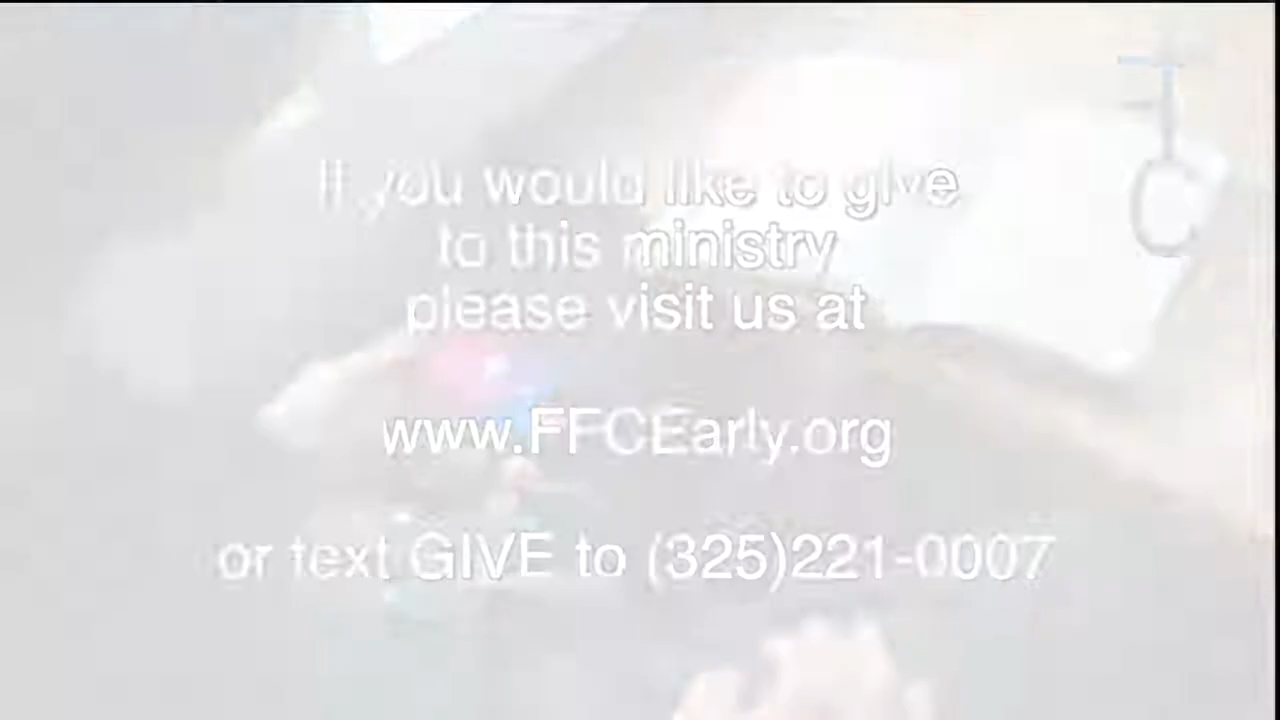 If you would like to give
to this ministry
please visit us at
www.FFCEarly.org
or text GIVE to (325)221-0007